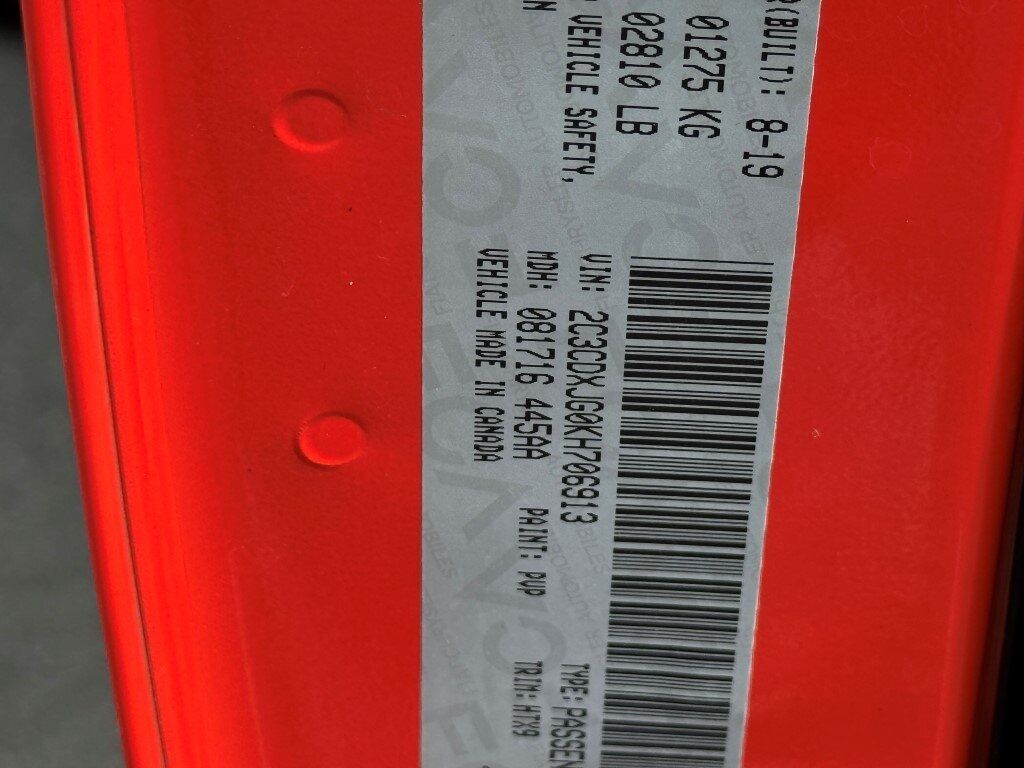 R(BUILT): 8-19
01275 KG
02810 LB
VEHICLE SAFETY,
N
VIN: 2C3CDXJG0KH706913
TYPE: PASSEN
MDH: 081716 445AA
PAINT: PVP
TRIM: HTX9
VEHICLE MADE IN CANADA